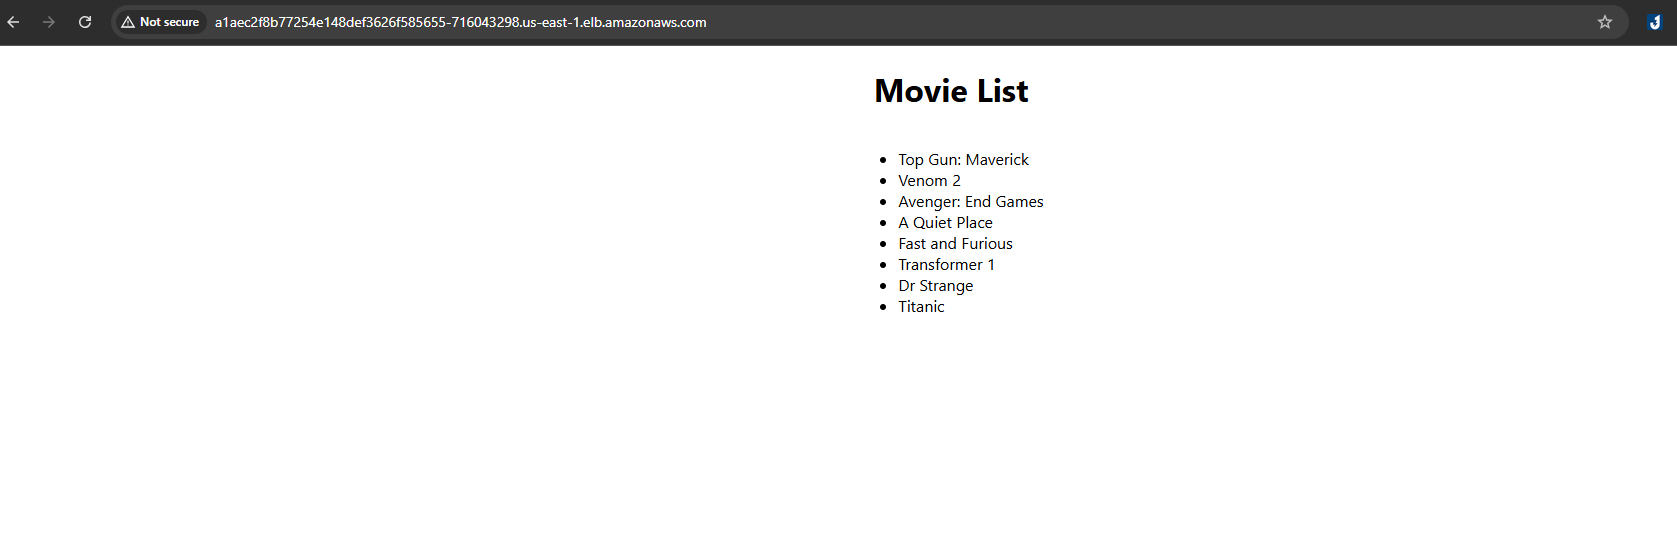 Not secure
a1aec2f8b77254e148def3626f585655-716043298.us-east-1.elb.amazonaws.com
Movie List
Top Gun: Maverick
Venom 2
Avenger: End Games
A Quiet Place
Fast and Furious
Transformer 1
Dr Strange
Titanic